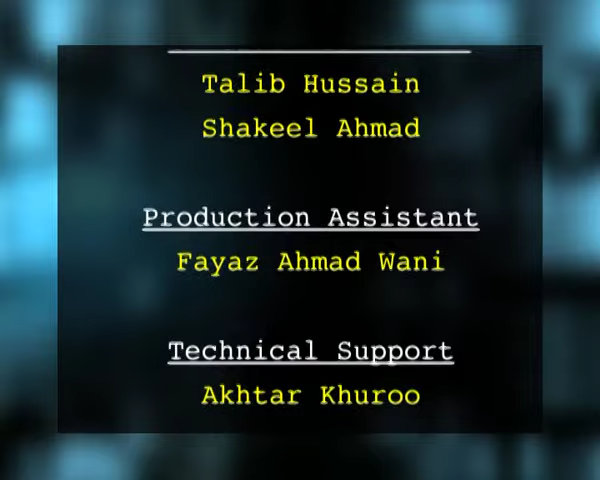 Talib Hussain
Shakeel Ahmad
Production Assistant
Fayaz Ahmad Wani
Technical Support
Akhtar Khuroo